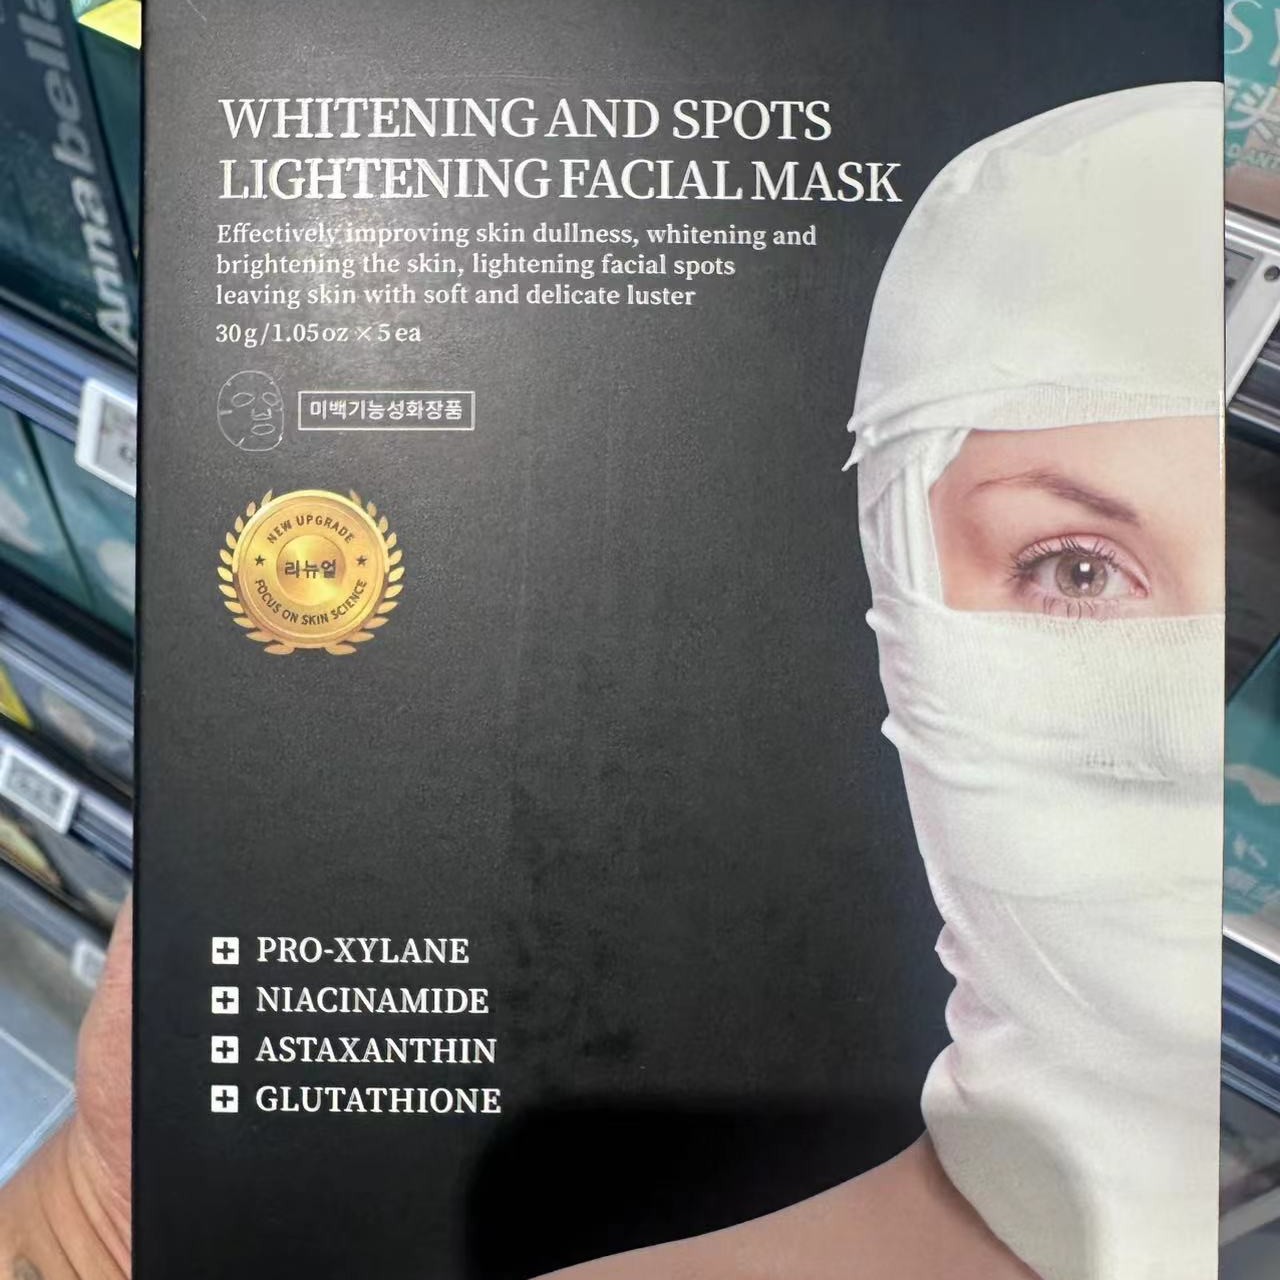 WHITENING AND SPOTS
LIGHTENING FACIAL MASK
Effectively improving skin dullness, whitening and
brightening the skin, lightening facial spots
leaving skin with soft and delicate luster
30g/1.05oz × 5ea
미백기능성화장품
NEW UPGRADE
리뉴얼
FOCUS ON SKIN SCIENCE
PRO-XYLANE
NIACINAMIDE
ASTAXANTHIN
GLUTATHIONE
Annabella